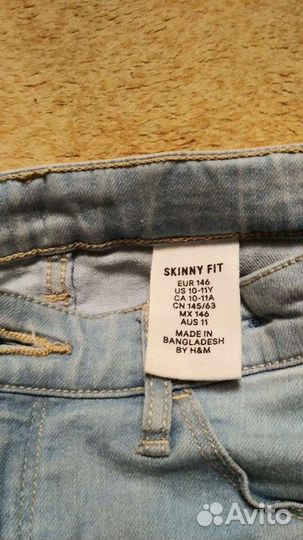 SKINNY FIT
EUR 146
US 10-11Y
CA 10-11A
CN 145/63
MX 146
AUS 11
MADE IN
BANGLADESH
BY H&M
Avito